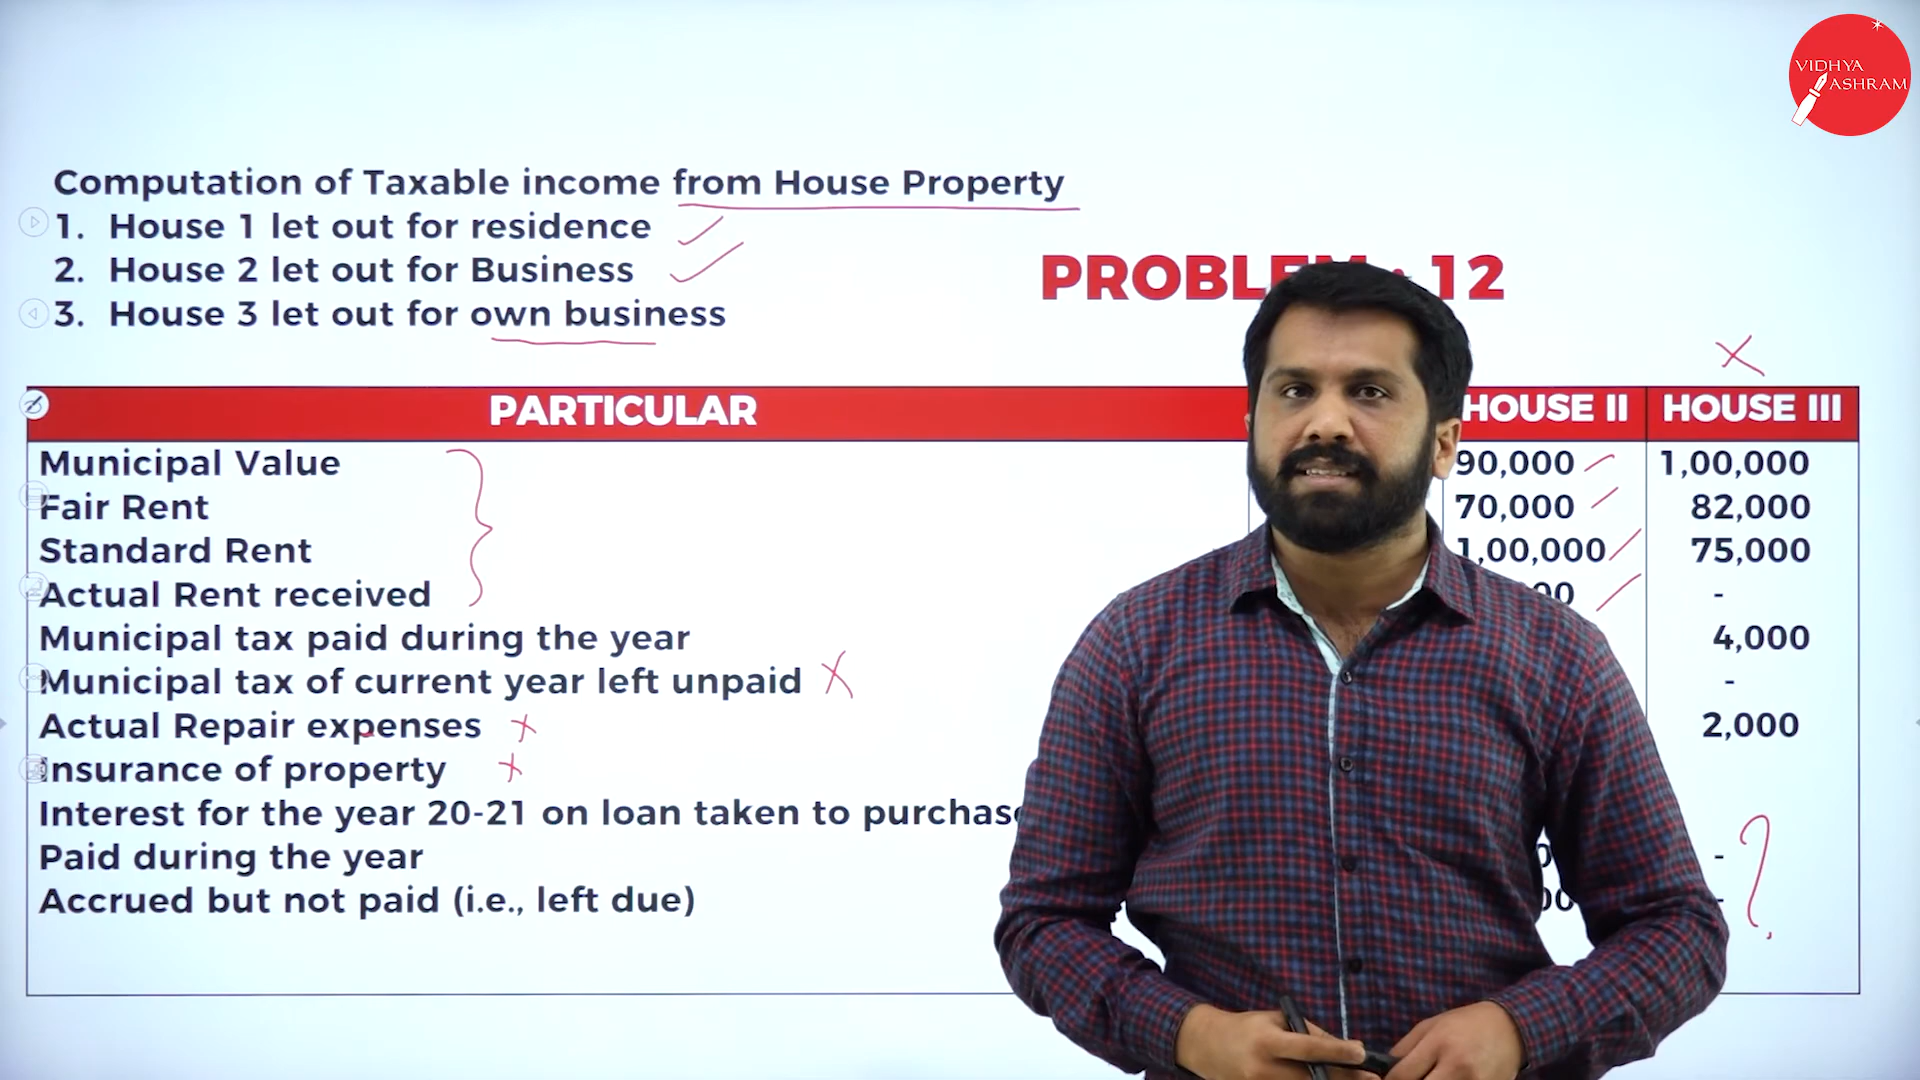 VIDHYA
ASHRAM
Computation of Taxable income from House Property
1. House 1 let out for residence
2. House 2 let out for Business
3. House 3 let out for own business
12
PARTICULAR HOUSE II HOUSE III
Municipal Value 90,000 1,00,000
Fair Rent 70,000 82,000
Standard Rent 1,00,000 75,000
Actual Rent received -
Municipal tax paid during the year 4,000
Municipal tax of current year left unpaid -
Actual Repair expenses 2,000
Insurance of property
Interest for the year 20-21 on loan taken to
Paid during the year - ?
Accrued but not paid (i.e., left due) -